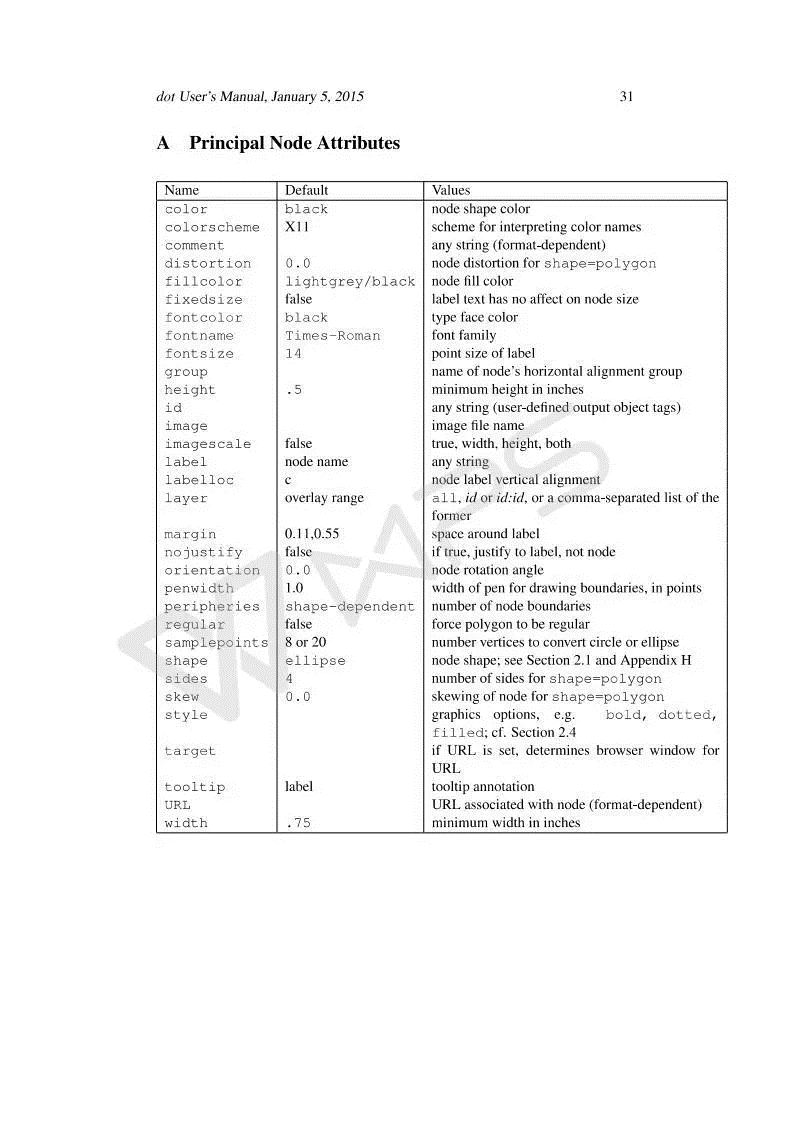 dot User's Manual, January 5, 2015 31
A Principal Node Attributes
Name Default Values
color black node shape color
colorscheme X11 scheme for interpreting color names
comment any string (format-dependent)
distortion 0.0 node distortion for shape=polygon
fillcolor lightgrey/black node fill color
fixedsize false label text has no affect on node size
fontcolor black type face color
fontname Times-Roman font family
fontsize 14 point size of label
group name of node's horizontal alignment group
height .5 minimum height in inches
id any string (user-defined output object tags)
image image file name
imagescale false true, width, height, both
label node name any string
labelloc c node label vertical alignment
layer overlay range all, id or id:id, or a comma-separated list of the
former
margin 0.11,0.55 space around label
nojustify false if true, justify to label, not node
orientation 0.0 node rotation angle
penwidth 1.0 width of pen for drawing boundaries, in points
peripheries shape-dependent number of node boundaries
regular false force polygon to be regular
samplepoints 8 or 20 number vertices to convert circle or ellipse
shape ellipse node shape; see Section 2.1 and Appendix H
sides 4 number of sides for shape=polygon
skew 0.0 skewing of node for shape=polygon
style graphics options, e.g. bold, dotted,
filled; cf. Section 2.4
target if URL is set, determines browser window for
URL
tooltip label tooltip annotation
URL URL associated with node (format-dependent)
width .75 minimum width in inches